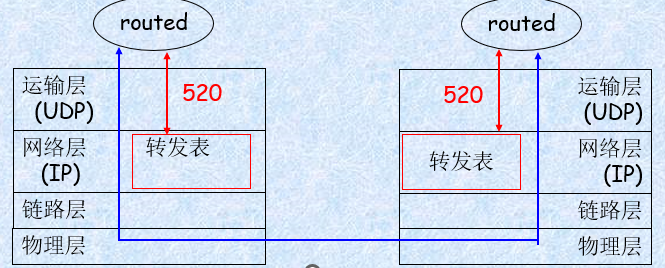 routed
routed
运输层
(UDP)
520
网络层
(IP)
转发表
链路层
物理层
520
运输层
(UDP)
转发表
网络层
(IP)
链路层
物理层